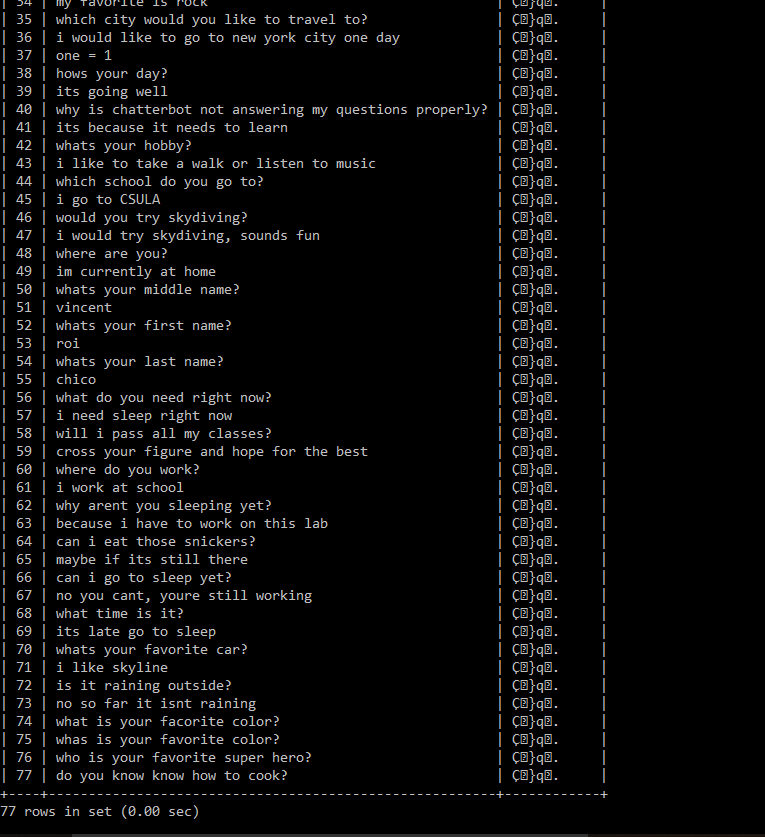 | 34 | my favorite is rock | Ç�}q�. |
| 35 | which city would you like to travel to? | Ç�}q�. |
| 36 | i would like to go to new york city one day | Ç�}q�. |
| 37 | one = 1 | Ç�}q�. |
| 38 | hows your day? | Ç�}q�. |
| 39 | its going well | Ç�}q�. |
| 40 | why is chatterbot not answering my questions properly? | Ç�}q�. |
| 41 | its because it needs to learn | Ç�}q�. |
| 42 | whats your hobby? | Ç�}q�. |
| 43 | i like to take a walk or listen to music | Ç�}q�. |
| 44 | which school do you go to? | Ç�}q�. |
| 45 | i go to CSULA | Ç�}q�. |
| 46 | would you try skydiving? | Ç�}q�. |
| 47 | i would try skydiving, sounds fun | Ç�}q�. |
| 48 | where are you? | Ç�}q�. |
| 49 | im currently at home | Ç�}q�. |
| 50 | whats your middle name? | Ç�}q�. |
| 51 | vincent | Ç�}q�. |
| 52 | whats your first name? | Ç�}q�. |
| 53 | roi | Ç�}q�. |
| 54 | whats your last name? | Ç�}q�. |
| 55 | chico | Ç�}q�. |
| 56 | what do you need right now? | Ç�}q�. |
| 57 | i need sleep right now | Ç�}q�. |
| 58 | will i pass all my classes? | Ç�}q�. |
| 59 | cross your figure and hope for the best | Ç�}q�. |
| 60 | where do you work? | Ç�}q�. |
| 61 | i work at school | Ç�}q�. |
| 62 | why arent you sleeping yet? | Ç�}q�. |
| 63 | because i have to work on this lab | Ç�}q�. |
| 64 | can i eat those snickers? | Ç�}q�. |
| 65 | maybe if its still there | Ç�}q�. |
| 66 | can i go to sleep yet? | Ç�}q�. |
| 67 | no you cant, youre still working | Ç�}q�. |
| 68 | what time is it? | Ç�}q�. |
| 69 | its late go to sleep | Ç�}q�. |
| 70 | whats your favorite car? | Ç�}q�. |
| 71 | i like skyline | Ç�}q�. |
| 72 | is it raining outside? | Ç�}q�. |
| 73 | no so far it isnt raining | Ç�}q�. |
| 74 | what is your facorite color? | Ç�}q�. |
| 75 | whas is your favorite color? | Ç�}q�. |
| 76 | who is your favorite super hero? | Ç�}q�. |
| 77 | do you know know how to cook? | Ç�}q�. |
+----+--------------------------------------------------------+------------+
77 rows in set (0.00 sec)